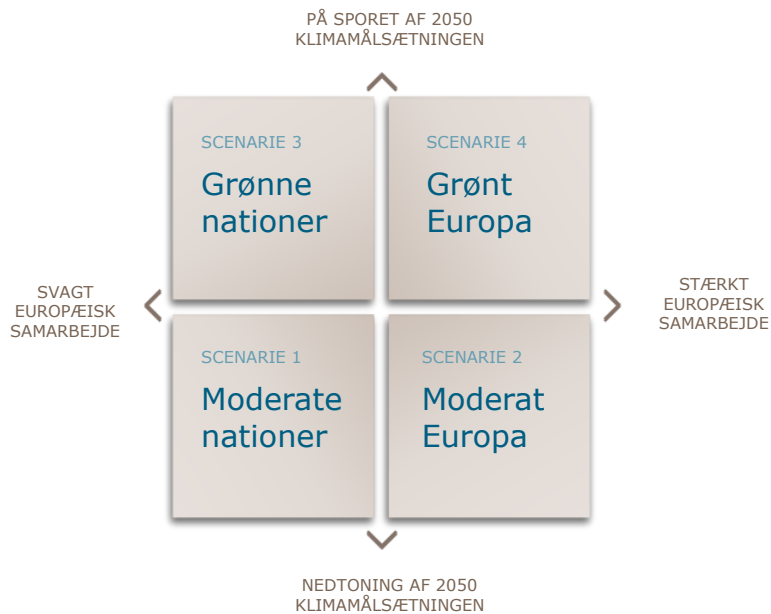 PÅ SPORET AF 2050
KLIMAMÅLSÆTNINGEN
SCENARIE 3
Grønne
nationer
SCENARIE 4
Grønt
Europa
SVAGT
EUROPÆISK
SAMARBEJDE
STÆRKT
EUROPÆISK
SAMARBEJDE
SCENARIE 1
Moderate
nationer
SCENARIE 2
Moderat
Europa
NEDTONING AF 2050
KLIMAMÅLSÆTNINGEN